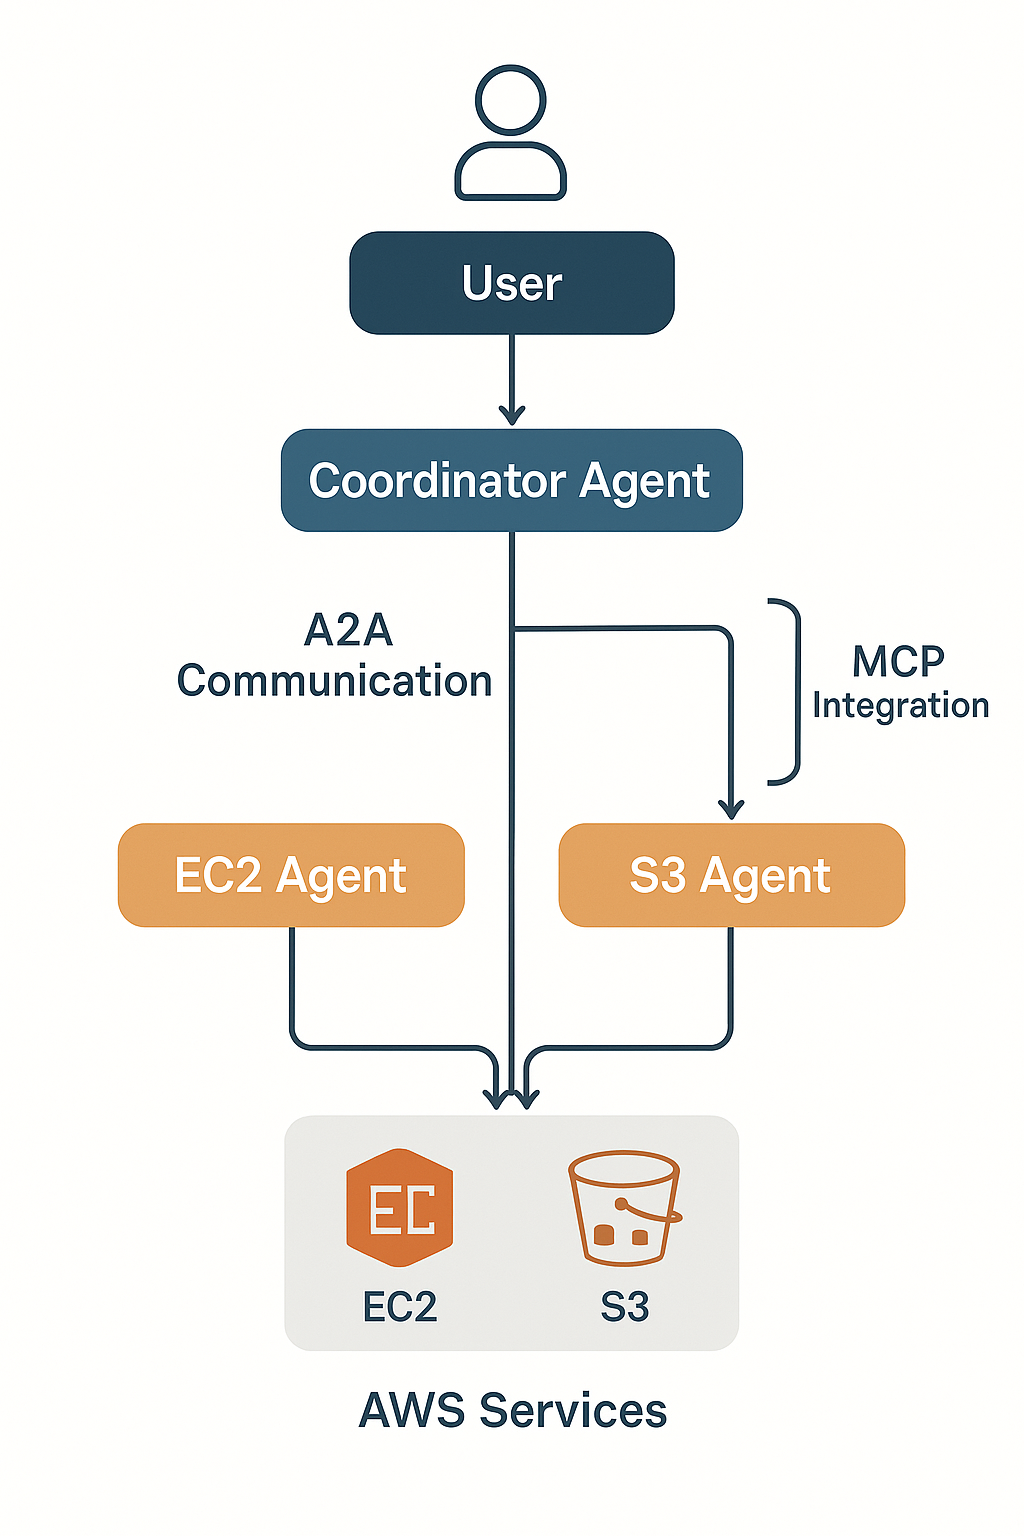 User
Coordinator Agent
A2A
Communication
MCP
Integration
EC2 Agent
S3 Agent
EC
EC2
S3
AWS Services